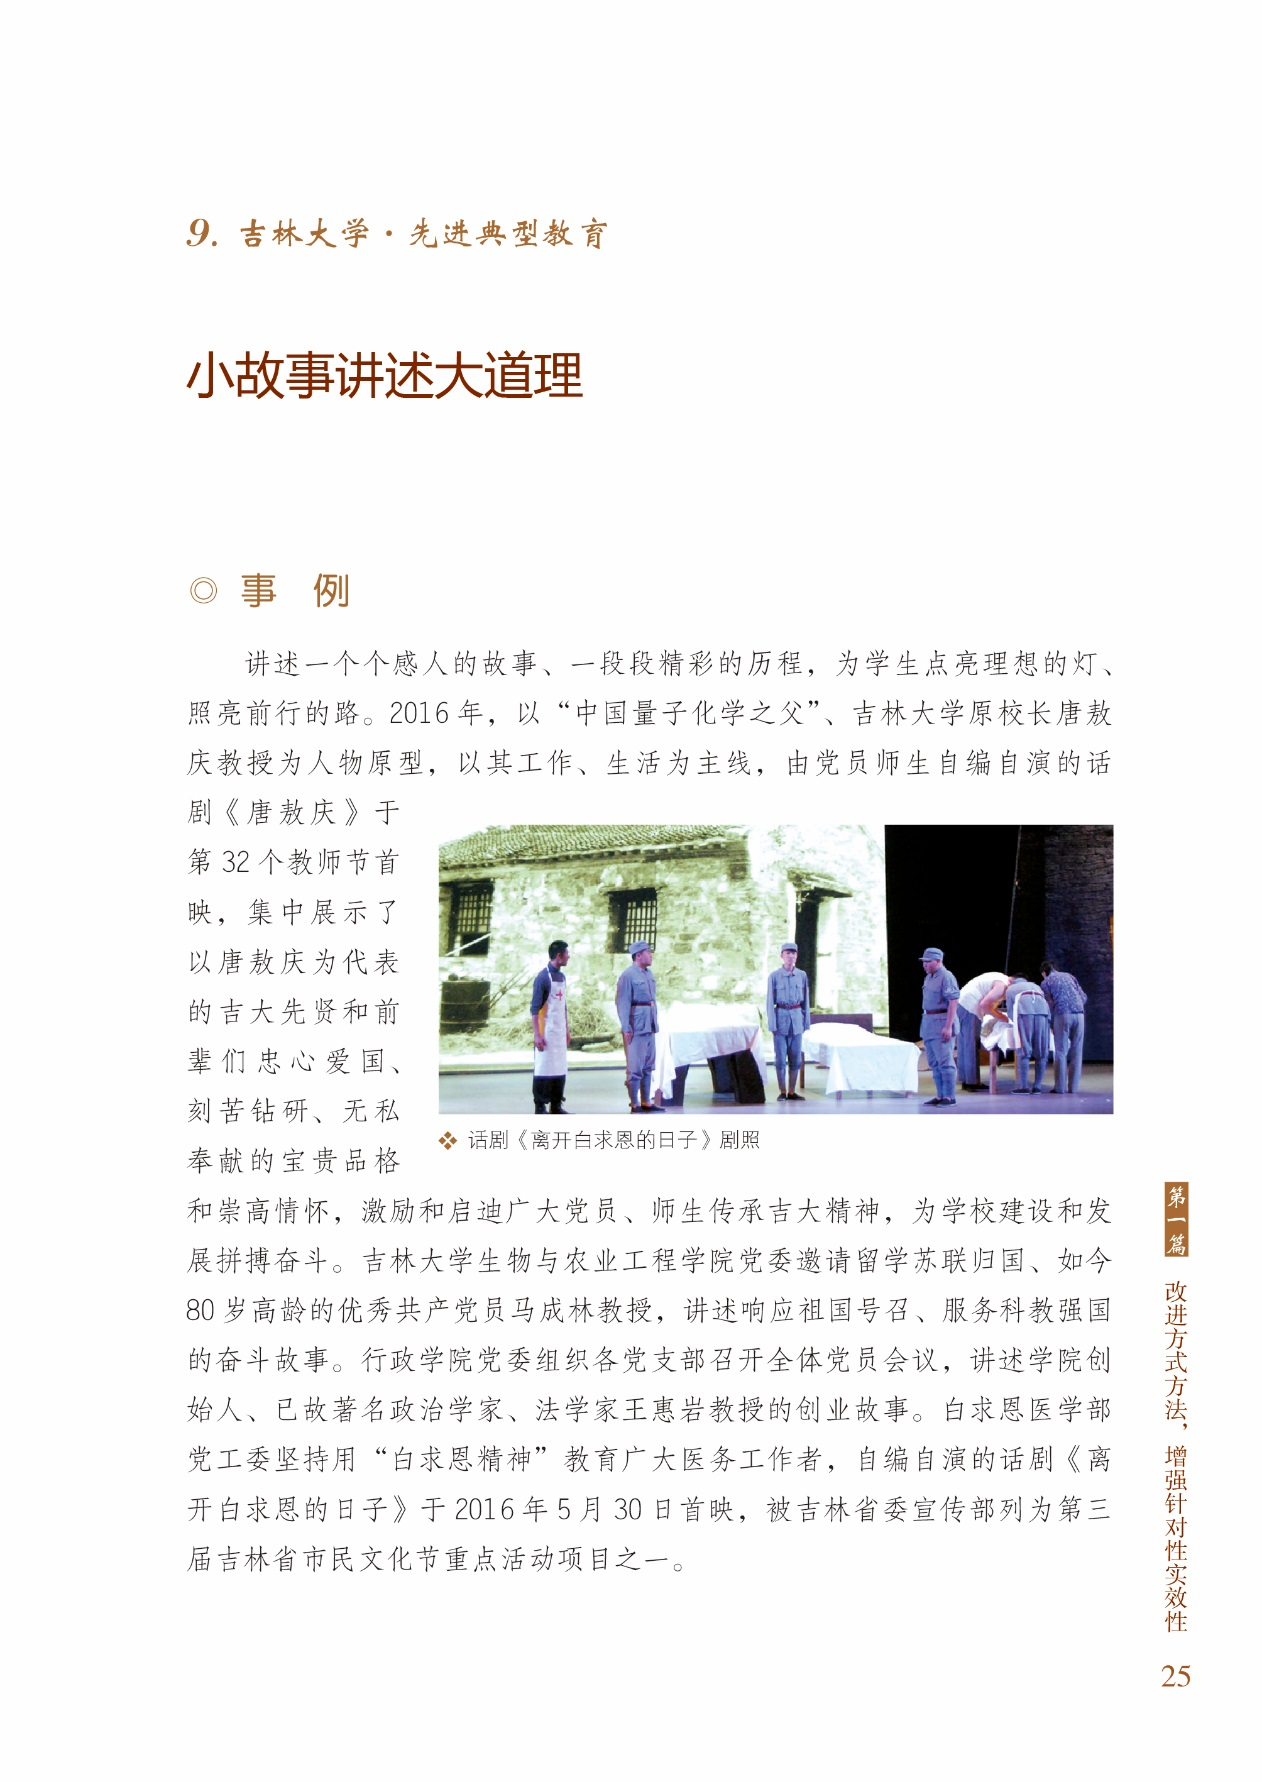 9. 吉林大学·先进典型教育
小故事讲述大道理
◎ 事 例
讲述一个个感人的故事、一段段精彩的历程，为学生点亮理想的灯、
照亮前行的路。2016 年，以“中国量子化学之父”、吉林大学原校长唐敖
庆教授为人物原型，以其工作、生活为主线，由党员师生自编自演的话
剧《唐敖庆》于
第 32 个教师节首
映，集中展示了
以唐敖庆为代表
的吉大先贤和前
辈们忠心爱国、
刻苦钻研、无私
奉献的宝贵品格
❖ 话剧《离开白求恩的日子》剧照
和崇高情怀，激励和启迪广大党员、师生传承吉大精神，为学校建设和发
展拼搏奋斗。吉林大学生物与农业工程学院党委邀请留学苏联归国、如今
80 岁高龄的优秀共产党员马成林教授，讲述响应祖国号召、服务科教强国
的奋斗故事。行政学院党委组织各党支部召开全体党员会议，讲述学院创
始人、已故著名政治学家、法学家王惠岩教授的创业故事。白求恩医学部
党工委坚持用“白求恩精神”教育广大医务工作者，自编自演的话剧《离
开白求恩的日子》于 2016 年 5 月 30 日首映，被吉林省委宣传部列为第三
届吉林省市民文化节重点活动项目之一。
第一篇 改进方式方法，增强针对性实效性
25